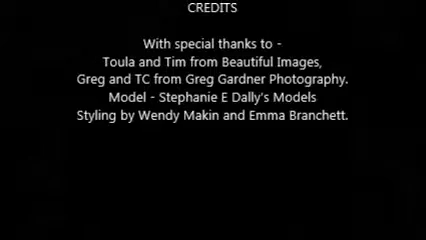 CREDITS
With special thanks to -
Toula and Tim from Beautiful Images,
Greg and TC from Greg Gardner Photography.
Model - Stephanie E Dally's Models
Styling by Wendy Makin and Emma Branchett.